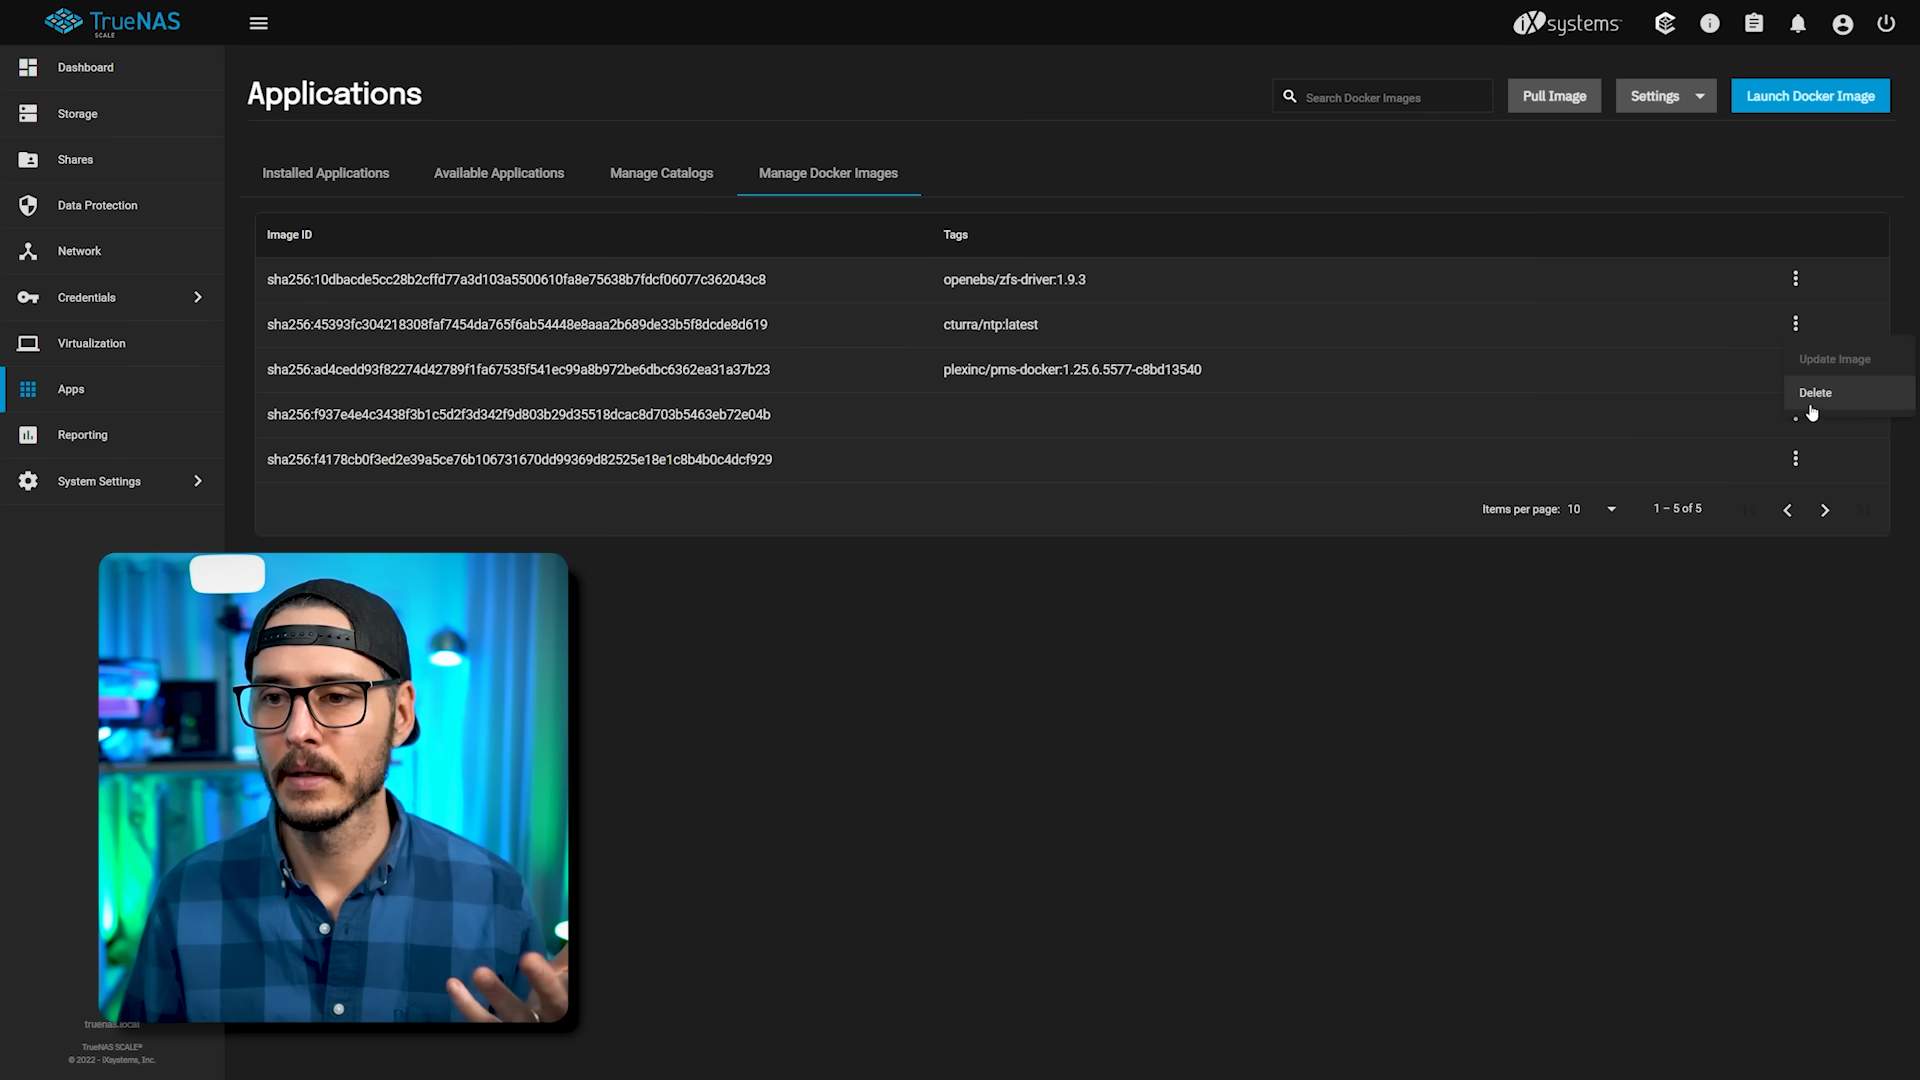 TrueNAS
SCALE
iXsystems
Dashboard
Storage
Shares
Data Protection
Network
Credentials
Virtualization
Apps
Reporting
System Settings
Applications
Search Docker Images
Pull Image
Settings
Launch Docker Image
Installed Applications
Available Applications
Manage Catalogs
Manage Docker Images
Image ID
Tags
sha256:10dbacde5cc28b2cffd77a3d103a5500610fa8e75638b7fdcf06077c362043c8
openebs/zfs-driver:1.9.3
sha256:45393fc304218308faf7454da765f6ab54448e8aaa2b689de33b5f8dcde8d619
cturra/ntp:latest
sha256:ad4cedd93f82274d42789f1fa67535f541ec99a8b972be6dbc6362ea31a37b23
plexinc/pms-docker:1.25.6.5577-c8bd13540
sha256:f937e4e4c3438f3b1c5d2f3d342f9d803b29d35518dcac8d703b5463eb72e04b
sha256:f4178cb0f3ed2e39a5ce76b106731670dd99369d82525e18e1c8b4b0c4dcf929
Update Image
Delete
Items per page: 10
1 – 5 of 5
truenas.local
TrueNAS SCALE®
© 2022 - iXsystems, Inc.